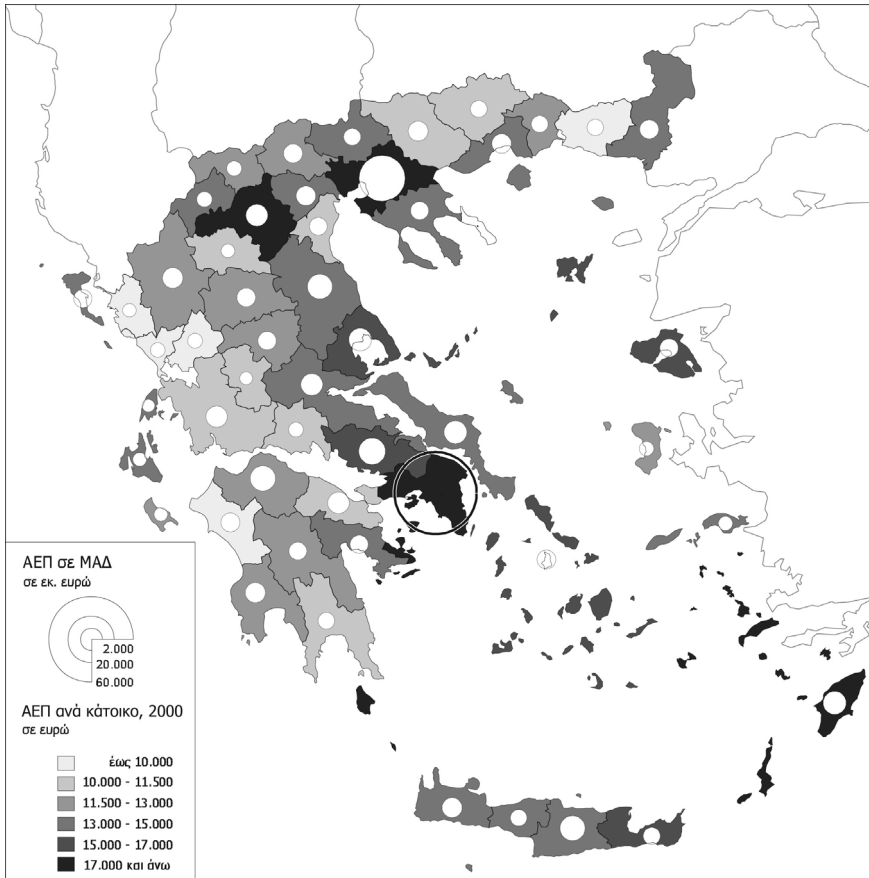 ΑΕΠ σε ΜΑΔ
σε εκ. ευρώ
2.000
20.000
60.000
ΑΕΠ ανά κάτοικο, 2000
σε ευρώ
έως 10.000
10.000 - 11.500
11.500 - 13.000
13.000 - 15.000
15.000 - 17.000
17.000 και άνω